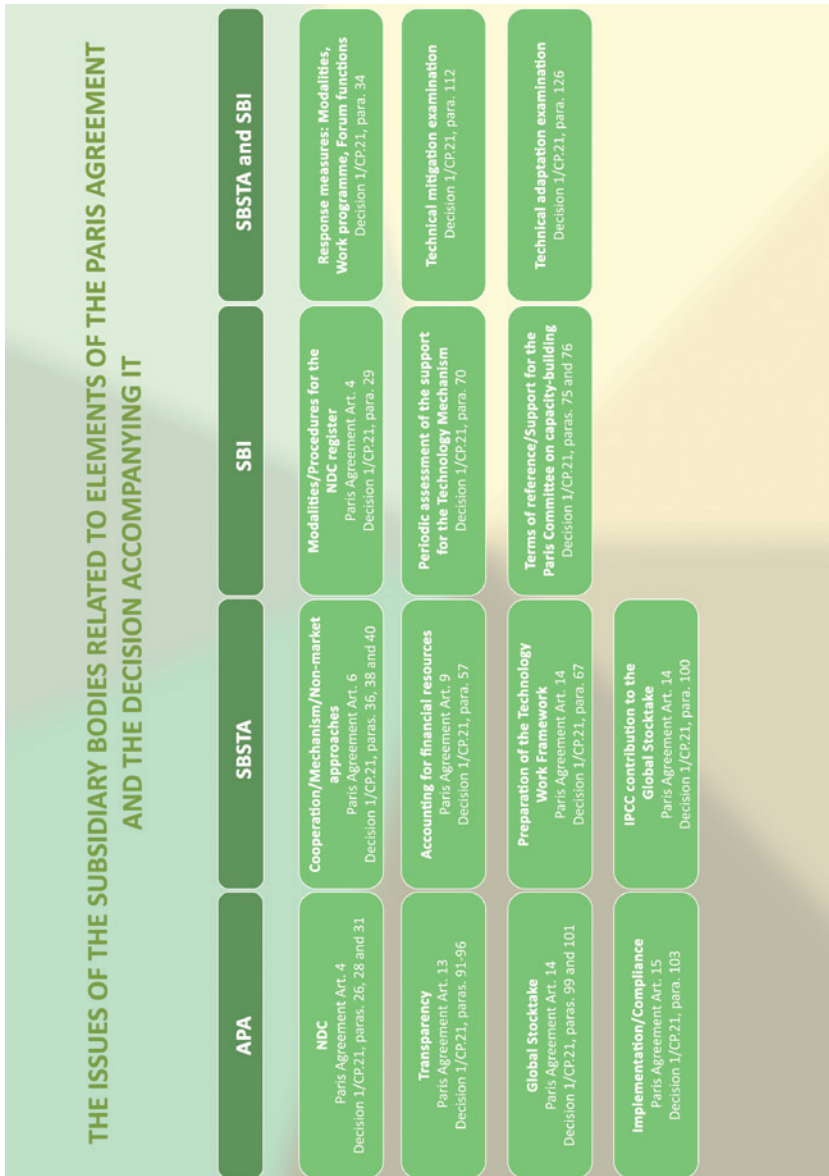 THE ISSUES OF THE SUBSIDIARY BODIES RELATED TO ELEMENTS OF THE PARIS AGREEMENT
AND THE DECISION ACCOMPANYING IT
APA
NDC
Paris Agreement Art. 4
Decision 1/CP.21, paras. 26, 28 and 31
Transparency
Paris Agreement Art. 13
Decision 1/CP.21, paras. 91-96
Global Stocktake
Paris Agreement Art. 14
Decision 1/CP.21, paras. 99 and 101
Implementation/Compliance
Paris Agreement Art. 15
Decision 1/CP.21, para. 103
SBSTA
Cooperation/Mechanism/Non-market
approaches
Paris Agreement Art. 6
Decision 1/CP.21, paras. 36, 38 and 40
Accounting for financial resources
Paris Agreement Art. 9
Decision 1/CP.21, para. 57
Preparation of the Technology
Work Framework
Paris Agreement Art. 14
Decision 1/CP.21, para. 67
IPCC contribution to the
Global Stocktake
Paris Agreement Art. 14
Decision 1/CP.21, para. 100
SBI
Modalities/Procedures for the
NDC register
Paris Agreement Art. 4
Decision 1/CP.21, para. 29
Periodic assessment of the support
for the Technology Mechanism
Decision 1/CP.21, para. 70
Terms of reference/Support for the
Paris Committee on capacity-building
Decision 1/CP.21, paras. 75 and 76
SBSTA and SBI
Response measures: Modalities,
Work programme, Forum functions
Decision 1/CP.21, para. 34
Technical mitigation examination
Decision 1/CP.21, para. 112
Technical adaptation examination
Decision 1/CP.21, para. 126